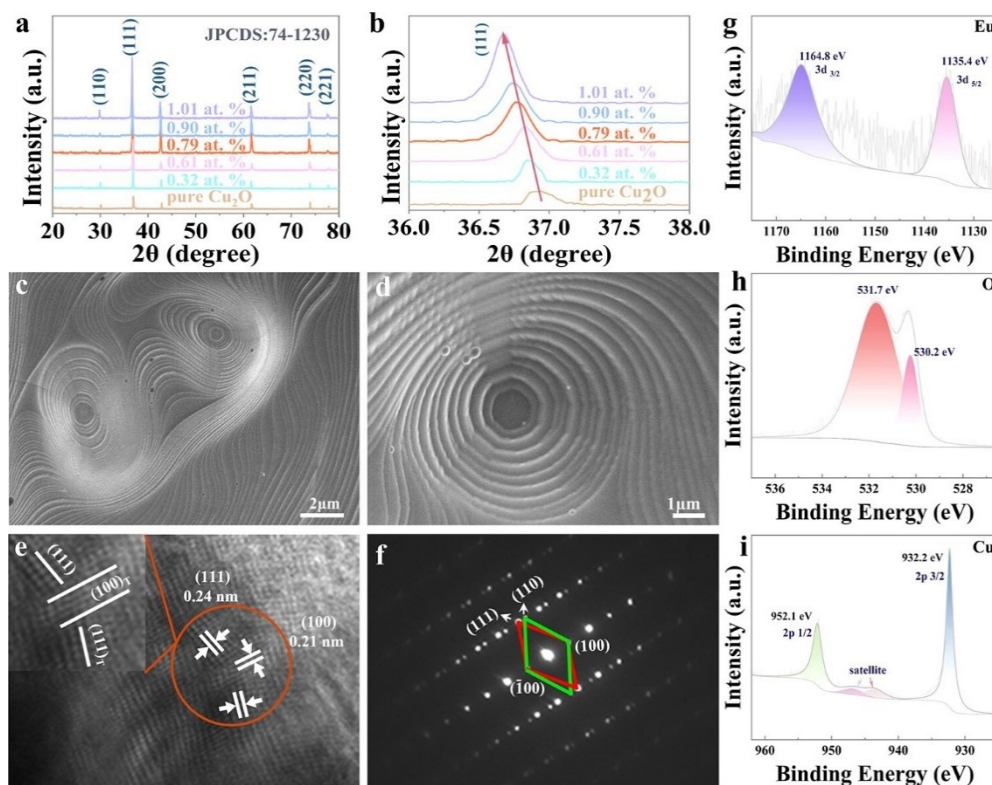 a
JPCDS:74-1230
(110)
(111)
(200)
(211)
(220)
(221)
1.01 at. %
0.90 at. %
0.79 at. %
0.61 at. %
0.32 at. %
pure Cu₂O
Intensity (a.u.)
20 30 40 50 60 70 80
2θ (degree)
b
(111)
1.01 at. %
0.90 at. %
0.79 at. %
0.61 at. %
0.32 at. %
pure Cu2O
Intensity (a.u.)
36.0 36.5 37.0 37.5 38.0
2θ (degree)
g
Eu
1164.8 eV
3d 3/2
1135.4 eV
3d 5/2
Intensity (a.u.)
1170 1160 1150 1140 1130
Binding Energy (eV)
c
2μm
d
1μm
h
O
531.7 eV
530.2 eV
Intensity (a.u.)
536 534 532 530 528
Binding Energy (eV)
e
(111)
(100)T
(111)T
(111)
0.24 nm
(100)
0.21 nm
f
(110)
(111)
(100)
(1̄00)
i
Cu
932.2 eV
2p 3/2
952.1 eV
2p 1/2
satellite
Intensity (a.u.)
960 950 940 930
Binding Energy (eV)